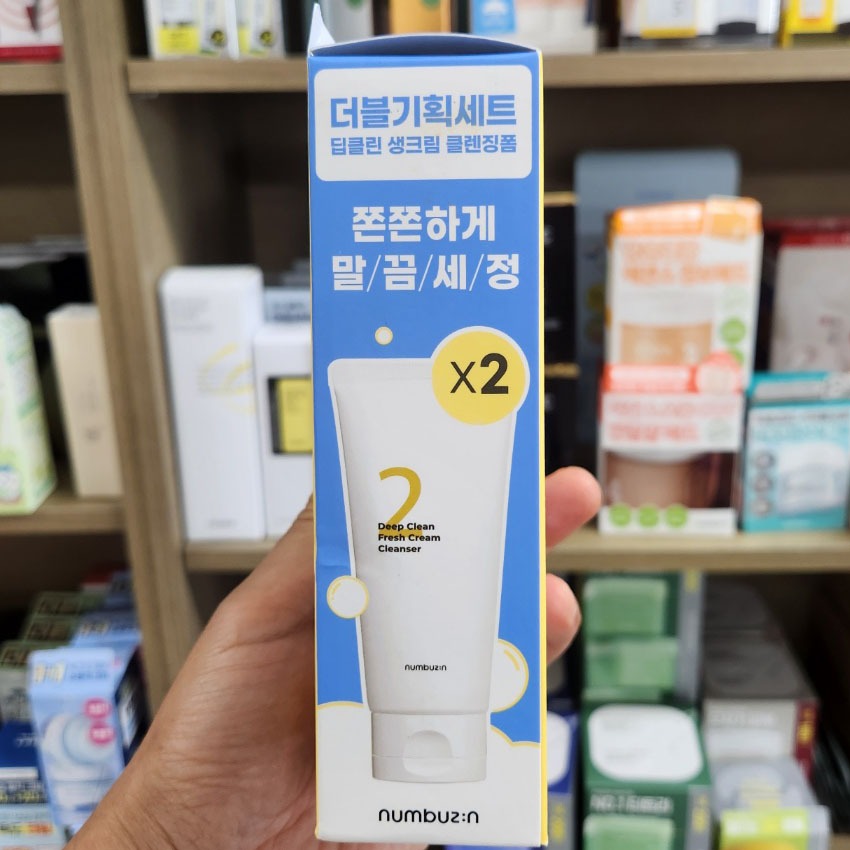 더블기획세트
딥클린 생크림 클렌징폼
쫀쫀하게
말/끔/세/정
x2
2
Deep Clean
Fresh Cream
Cleanser
numbuz:n
numbuz:n